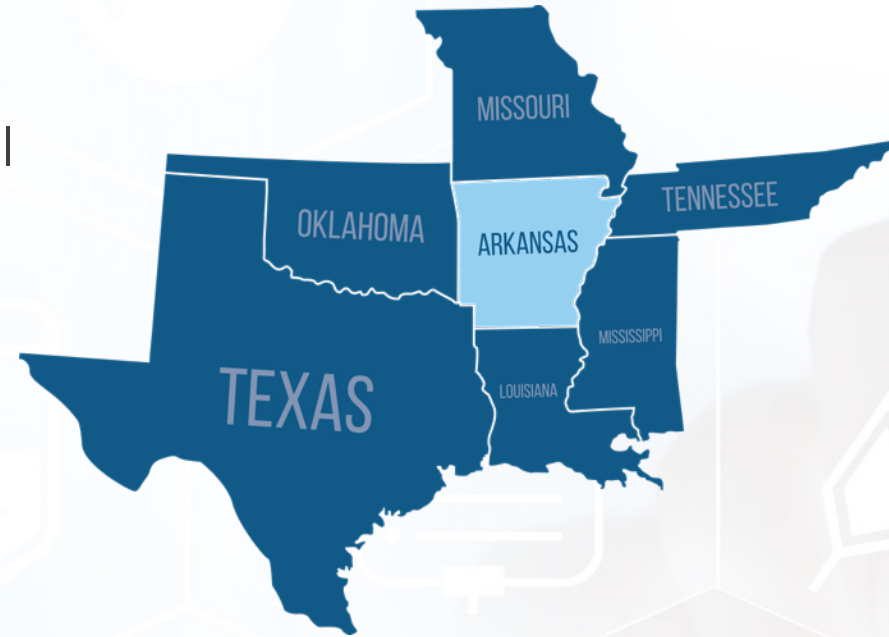 MISSOURI
TENNESSEE
OKLAHOMA
ARKANSAS
MISSISSIPPI
TEXAS
LOUISIANA